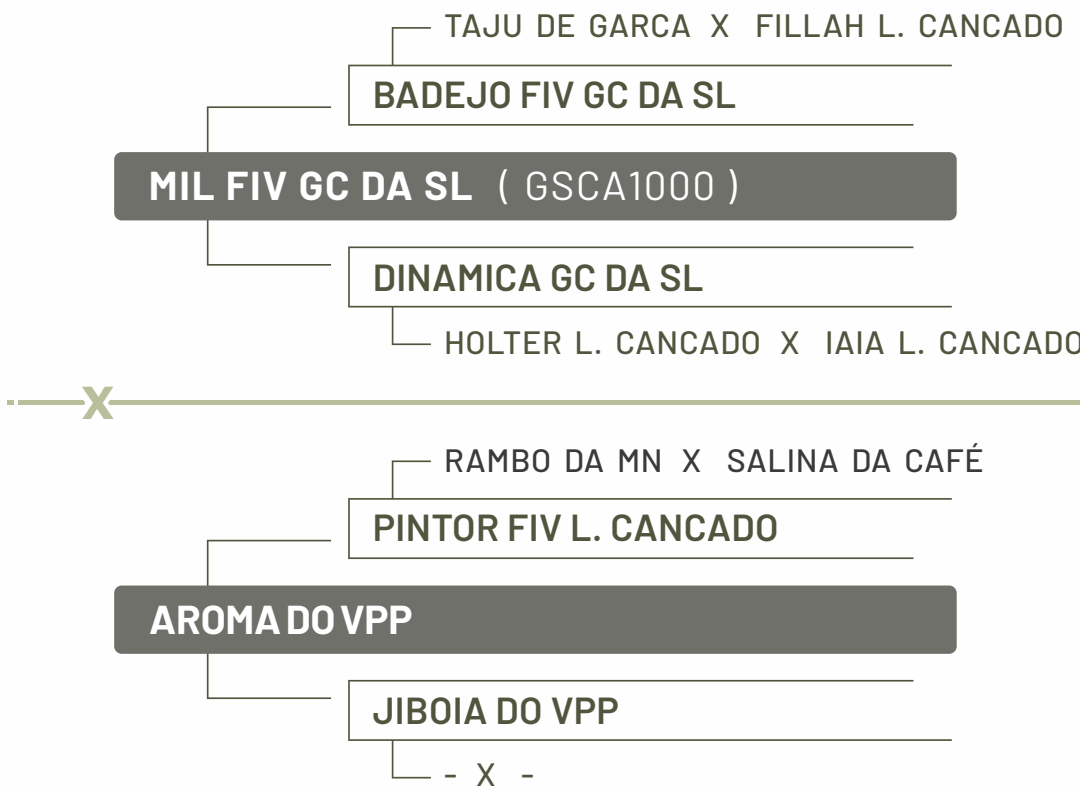 TAJU DE GARCA X FILLAH L. CANCADO
BADEJO FIV GC DA SL
MIL FIV GC DA SL ( GSCA1000 )
DINAMICA GC DA SL
HOLTER L. CANCADO X IAIA L. CANCADO
X
RAMBO DA MN X SALINA DA CAFÉ
PINTOR FIV L. CANCADO
AROMA DO VPP
JIBOIA DO VPP
- X -